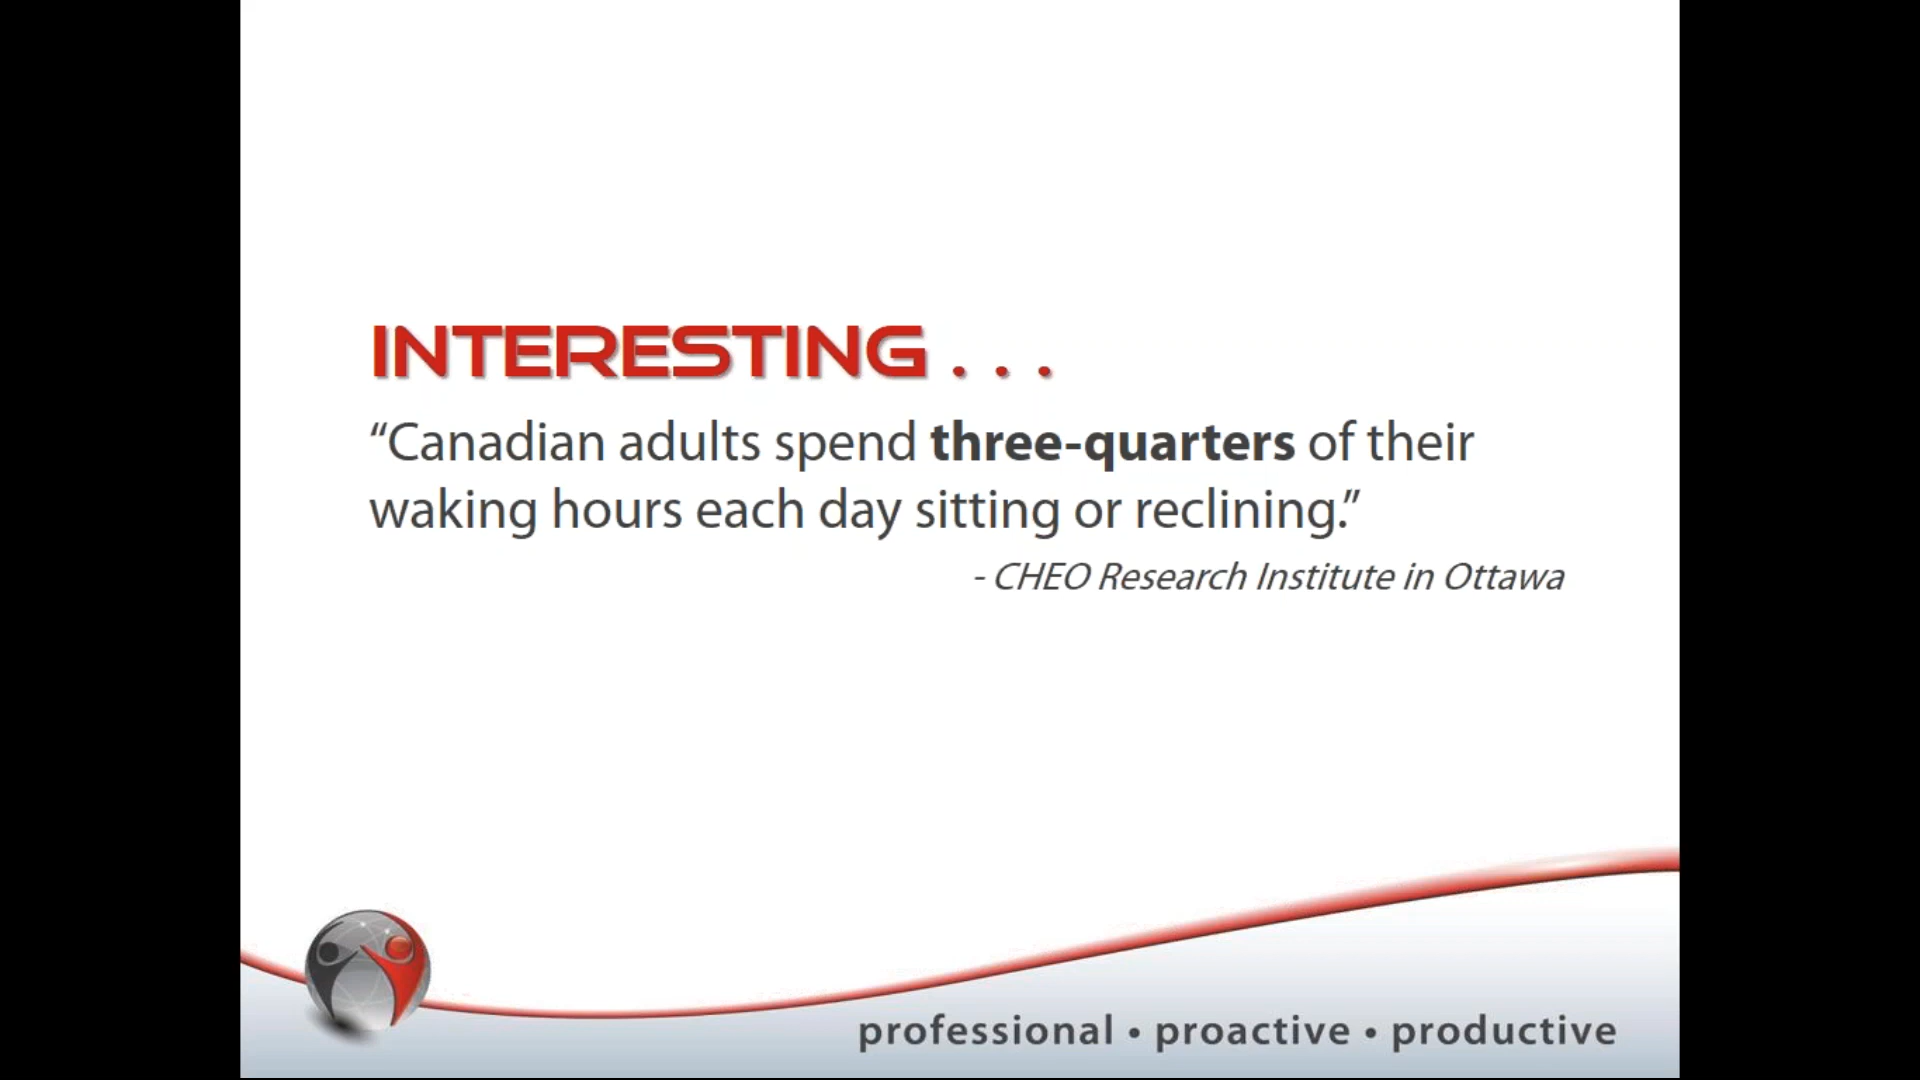 INTERESTING . . .
“Canadian adults spend three-quarters of their
waking hours each day sitting or reclining.”
- CHEO Research Institute in Ottawa
professional • proactive • productive